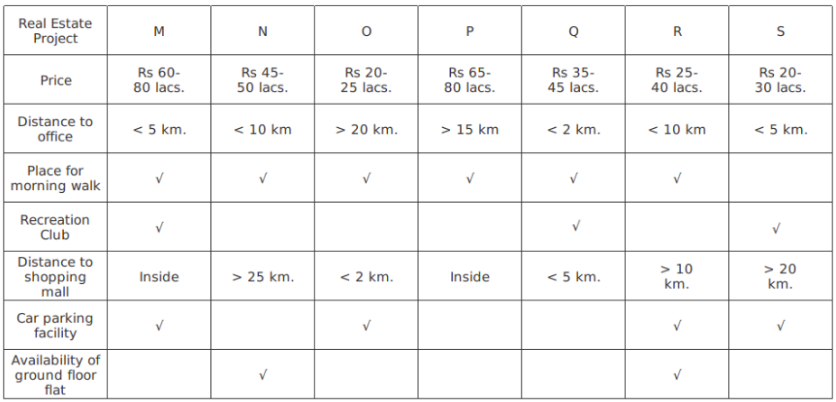 Real Estate Project M N O P Q R S
Price Rs 60- 80 lacs. Rs 45- 50 lacs. Rs 20- 25 lacs. Rs 65- 80 lacs. Rs 35- 45 lacs. Rs 25- 40 lacs. Rs 20- 30 lacs.
Distance to office < 5 km. < 10 km > 20 km. > 15 km < 2 km. < 10 km < 5 km.
Place for morning walk √ √ √ √ √ √
Recreation Club √ √ √
Distance to shopping mall Inside > 25 km. < 2 km. Inside < 5 km. > 10 km. > 20 km.
Car parking facility √ √ √ √
Availability of ground floor flat √ √